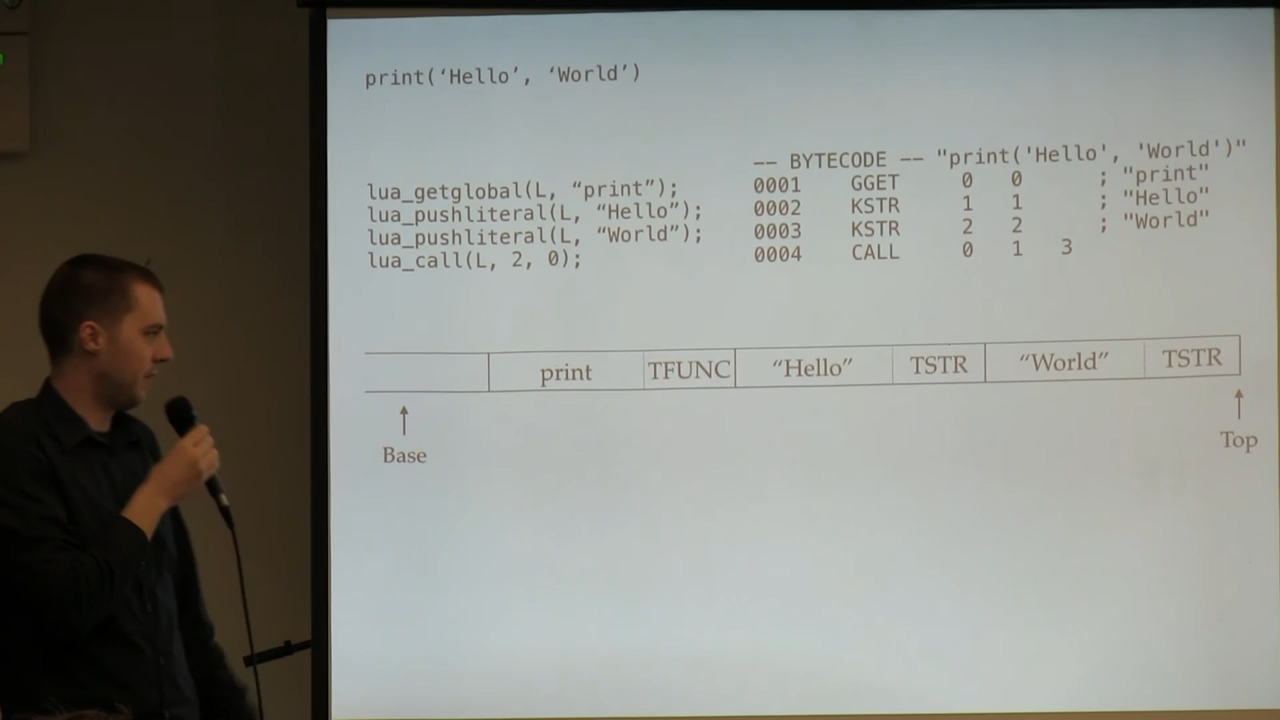 print(‘Hello’, ‘World’)
lua_getglobal(L, “print”);
lua_pushliteral(L, “Hello”);
lua_pushliteral(L, “World”);
lua_call(L, 2, 0);
-- BYTECODE -- "print('Hello', 'World')"
0001 GGET 0 0 ; "print"
0002 KSTR 1 1 ; "Hello"
0003 KSTR 2 2 ; "World"
0004 CALL 0 1 3
print TFUNC “Hello” TSTR “World” TSTR
Base Top